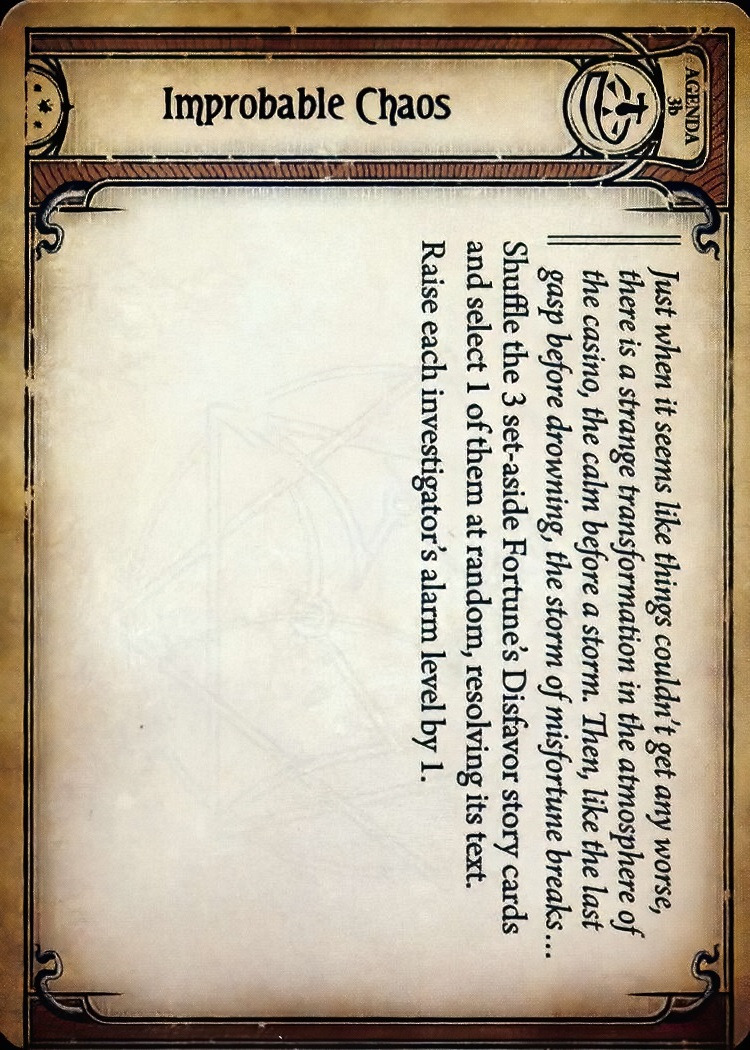 AGENDA
3b
Improbable Chaos
Just when it seems like things couldn't get any worse,
there is a strange transformation in the atmosphere of
the casino, the calm before a storm. Then, like the last
gasp before drowning, the storm of misfortune breaks...
Shuffle the 3 set-aside Fortune's Disfavor story cards
and select 1 of them at random, resolving its text.
Raise each investigator's alarm level by 1.